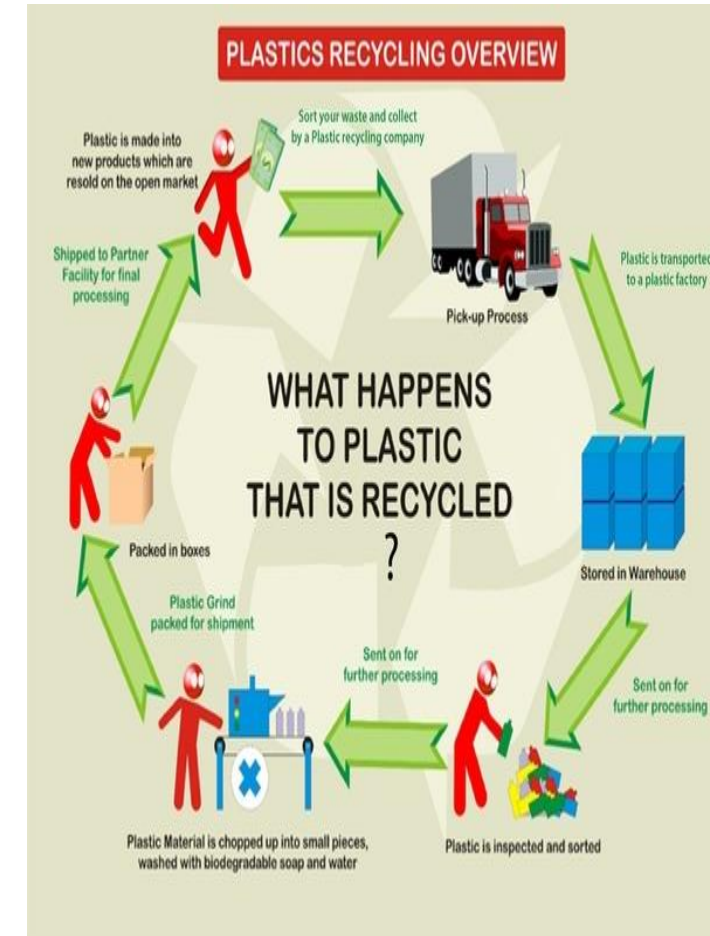 PLASTICS RECYCLING OVERVIEW
Sort your waste and collect
by a Plastic recycling company
Plastic is made into
new products which are
resold on the open market
Shipped to Partner
Facility for final
processing
Plastic is transported
to a plastic factory
Pick-up Process
WHAT HAPPENS
TO PLASTIC
THAT IS RECYCLED
?
Packed in boxes
Stored in Warehouse
Plastic Grind
packed for shipment
Sent on for
further processing
Sent on for
further processing
Plastic Material is chopped up into small pieces,
washed with biodegradable soap and water
Plastic is inspected and sorted